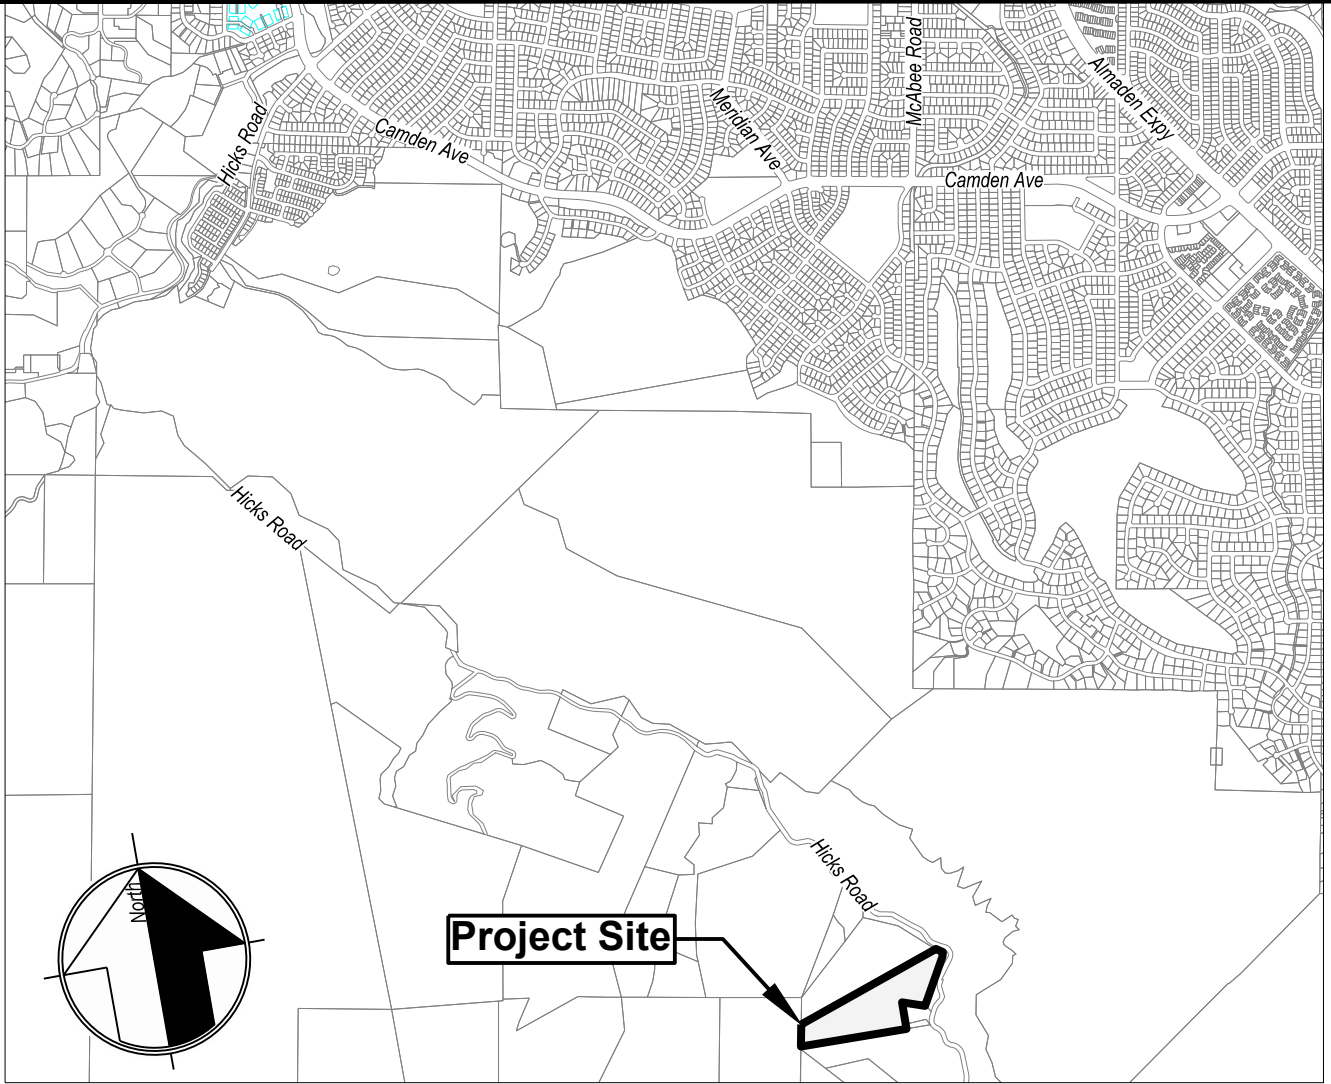 McAbee Road
Almaden Expy
Meridian Ave
Hicks Road
Camden Ave
Camden Ave
Hicks Road
Hicks Road
North
Project Site